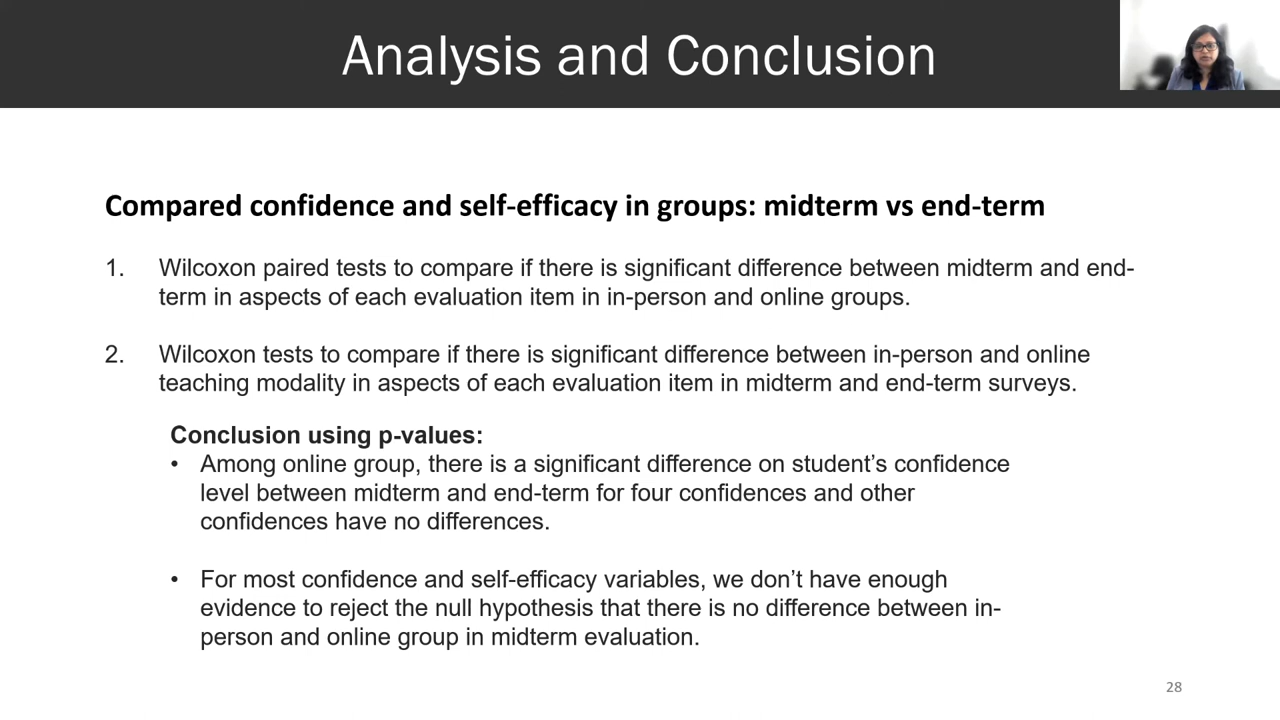 Analysis and Conclusion
Compared confidence and self-efficacy in groups: midterm vs end-term
1. Wilcoxon paired tests to compare if there is significant difference between midterm and end-
term in aspects of each evaluation item in in-person and online groups.
2. Wilcoxon tests to compare if there is significant difference between in-person and online
teaching modality in aspects of each evaluation item in midterm and end-term surveys.
Conclusion using p-values:
• Among online group, there is a significant difference on student’s confidence
level between midterm and end-term for four confidences and other
confidences have no differences.
• For most confidence and self-efficacy variables, we don’t have enough
evidence to reject the null hypothesis that there is no difference between in-
person and online group in midterm evaluation.
28